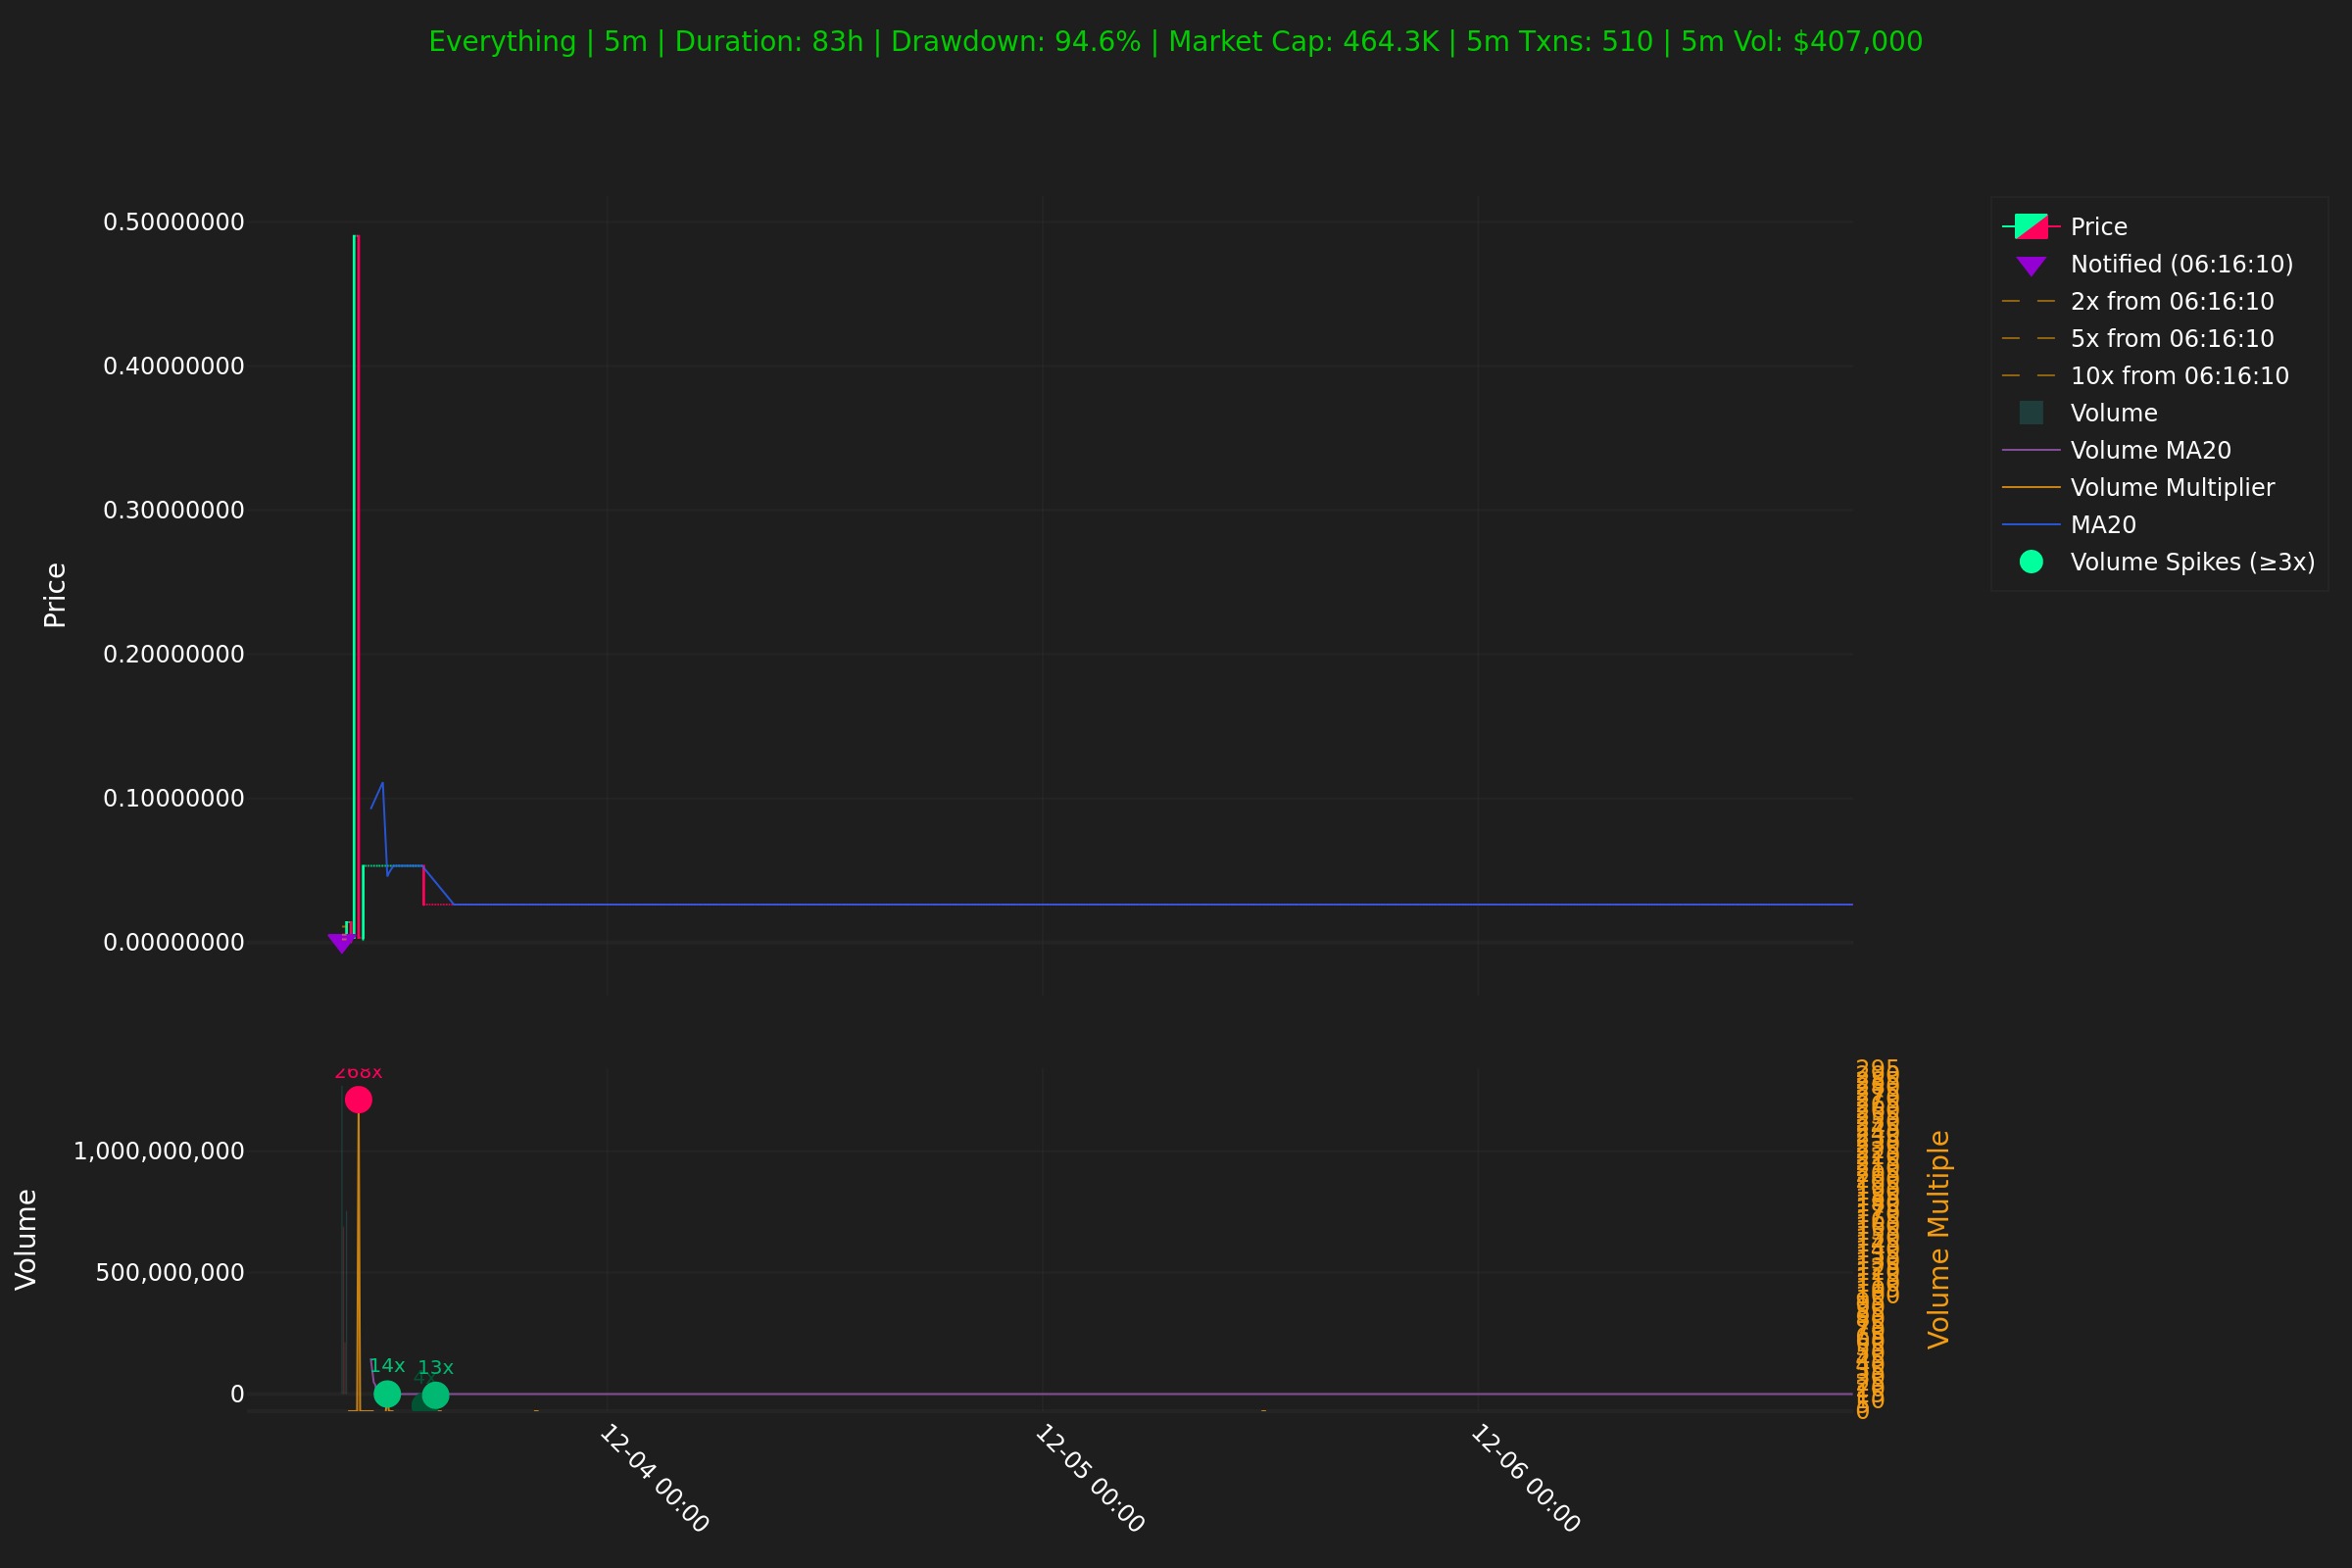 Everything | 5m | Duration: 83h | Drawdown: 94.6% | Market Cap: 464.3K | 5m Txns: 510 | 5m Vol: $407,000
Price
0.50000000
0.40000000
0.30000000
0.20000000
0.10000000
0.00000000
Price
Notified (06:16:10)
2x from 06:16:10
5x from 06:16:10
10x from 06:16:10
Volume
Volume MA20
Volume Multiplier
MA20
Volume Spikes (≥3x)
Volume
1,000,000,000
500,000,000
0
268x
14x
13x
Volume Multiple
12-04 00:00
12-05 00:00
12-06 00:00